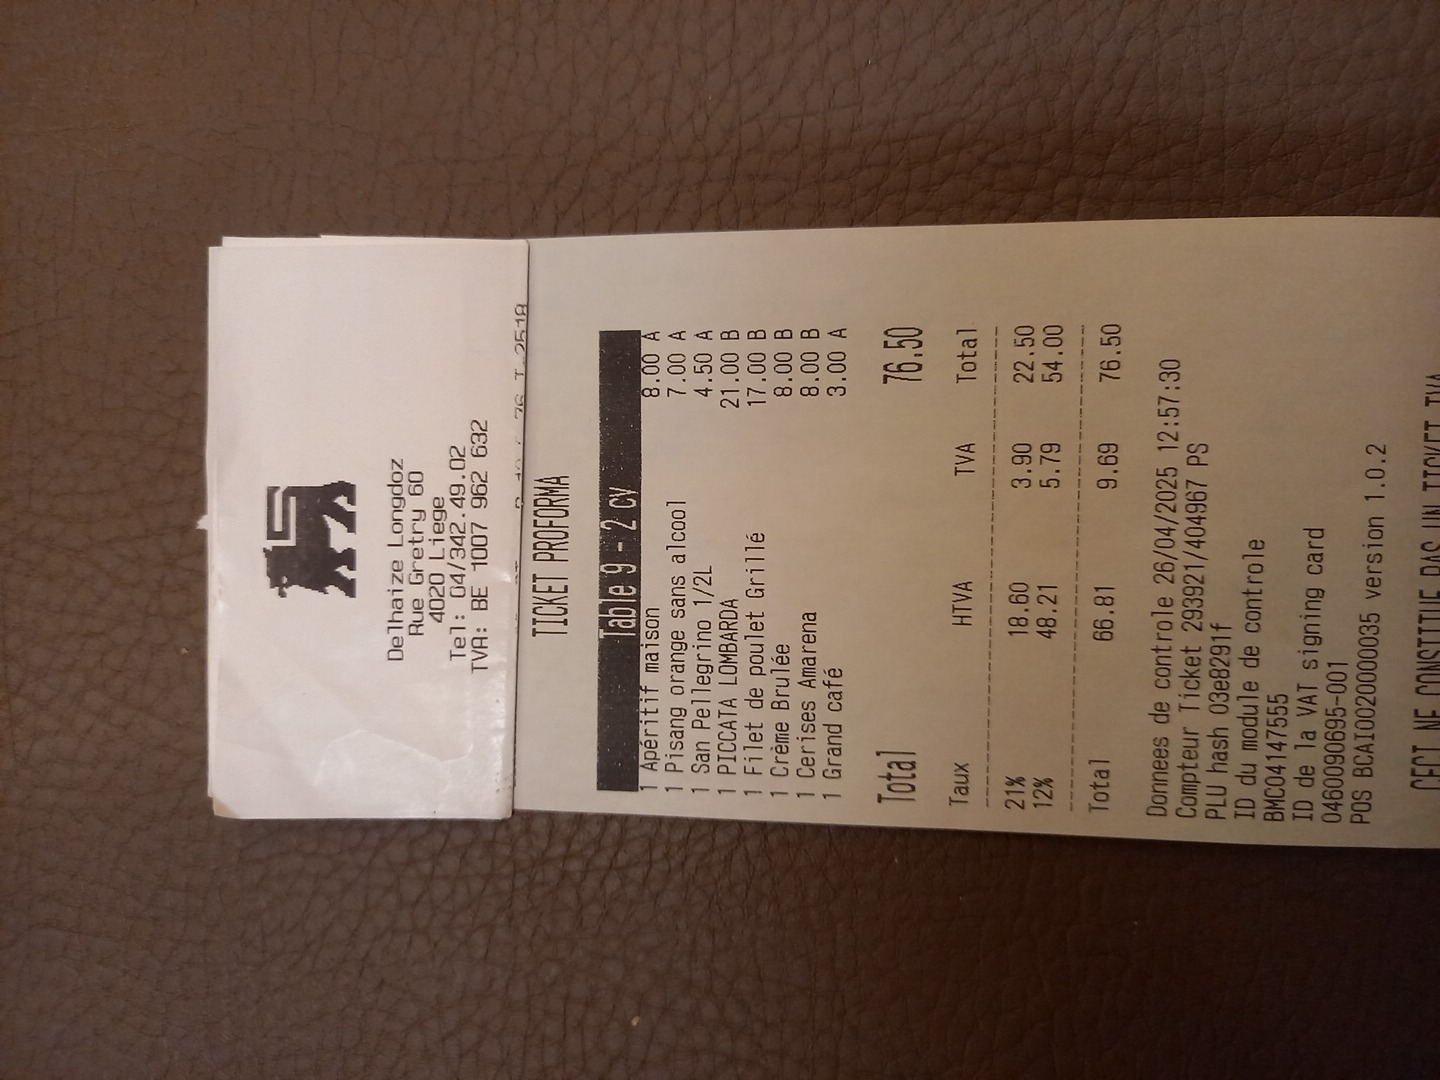 Delhaize Longdoz
Rue Gretry 60
4020 Liege
Tel: 04/342.49.02
TVA: BE 1007 962 632
TICKET PROFORMA
Table 9 - 2 cv
1 Apéritif maison 8.00 A
1 Pisang orange sans alcool 7.00 A
1 San Pellegrino 1/2L 4.50 A
1 PICCATA LOMBARDA 21.00 B
1 Filet de poulet Grillé 17.00 B
1 Crème Brulée 8.00 B
1 Cerises Amarena 8.00 B
1 Grand café 3.00 A
Total 76.50
Taux HTVA TVA Total
21% 18.60 3.90 22.50
12% 48.21 5.79 54.00
Total 66.81 9.69 76.50
Donnees de controle 26/04/2025 12:57:30
Compteur Ticket 293921/404967 PS
PLU hash 03e8291f
ID du module de controle
BMC04147555
ID de la VAT signing card
0460090695-001
POS BCAI0020000035 version 1.0.2
CECI NE CONSTITUE PAS UN TICKET TVA